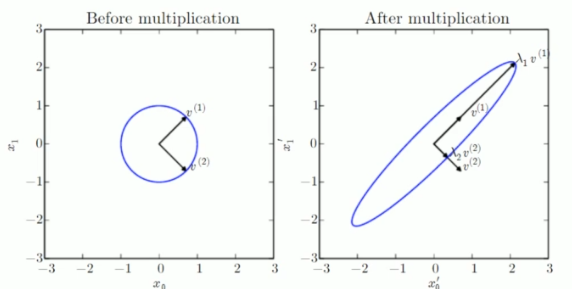 Before multiplication
After multiplication
3
2
1
0
−1
−2
−3
−3 −2 −1 0 1 2 3
x₁
x₀
v⁽¹⁾
v⁽²⁾
3
2
1
0
−1
−2
−3
−3 −2 −1 0 1 2 3
x₁′
x₀′
λ₁ v⁽¹⁾
v⁽¹⁾
λ₂ v⁽²⁾
v⁽²⁾